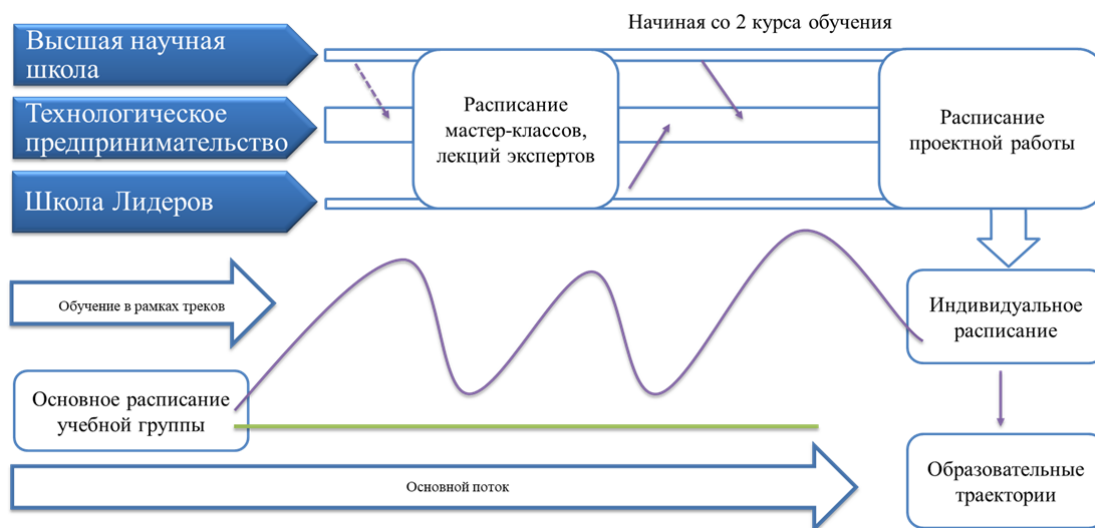 Начиная со 2 курса обучения
Высшая научная
школа
Технологическое
предпринимательство
Школа Лидеров
Расписание
мастер-классов,
лекций экспертов
Расписание
проектной работы
Обучение в рамках треков
Индивидуальное
расписание
Основное расписание
учебной группы
Основной поток
Образовательные
траектории